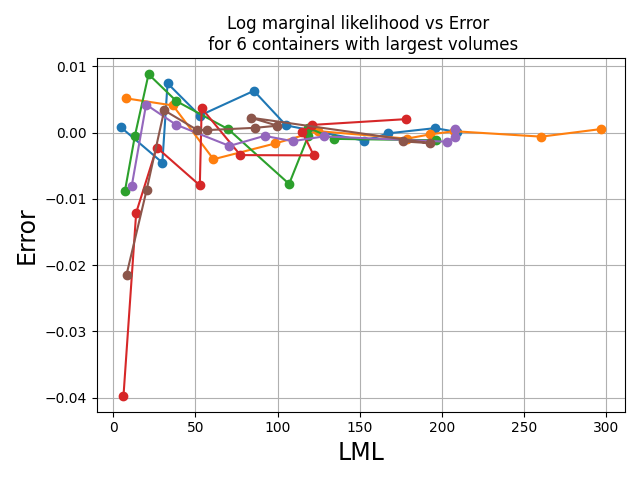 Log marginal likelihood vs Error
for 6 containers with largest volumes
0.01
0.00
−0.01
−0.02
−0.03
−0.04
Error
0 50 100 150 200 250 300
LML